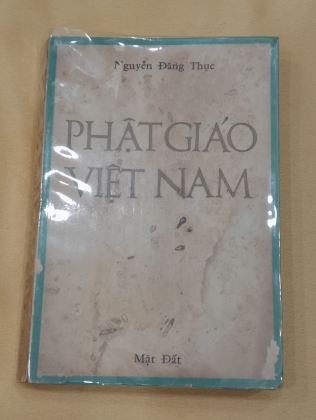 Nguyễn Đăng Thục
PHẬT GIÁO
VIỆT NAM
Mặt Đất